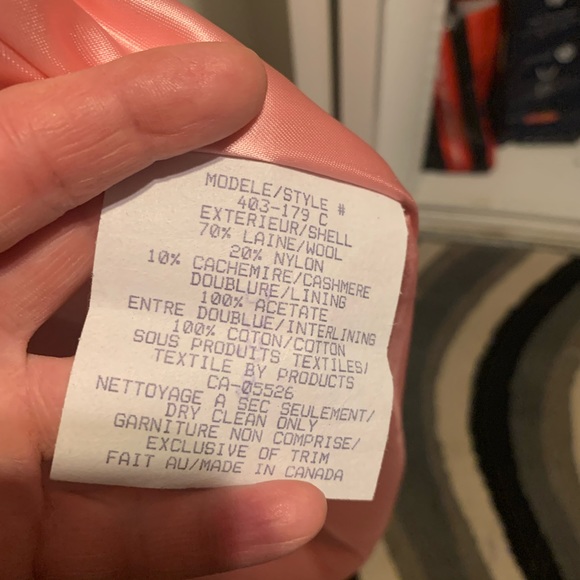 MODELE/STYLE #
403-179 C
EXTERIEUR/SHELL
70% LAINE/WOOL
20% NYLON
10% CACHEMIRE/CASHMERE
DOUBLURE/LINING
100% ACETATE
ENTRE DOUBLUE/INTERLINING
100% COTON/COTTON
SOUS PRODUITS TEXTILES/
TEXTILE BY PRODUCTS
CA-05526
NETTOYAGE A SEC SEULEMENT/
DRY CLEAN ONLY
GARNITURE NON COMPRISE/
EXCLUSIVE OF TRIM
FAIT AU/MADE IN CANADA